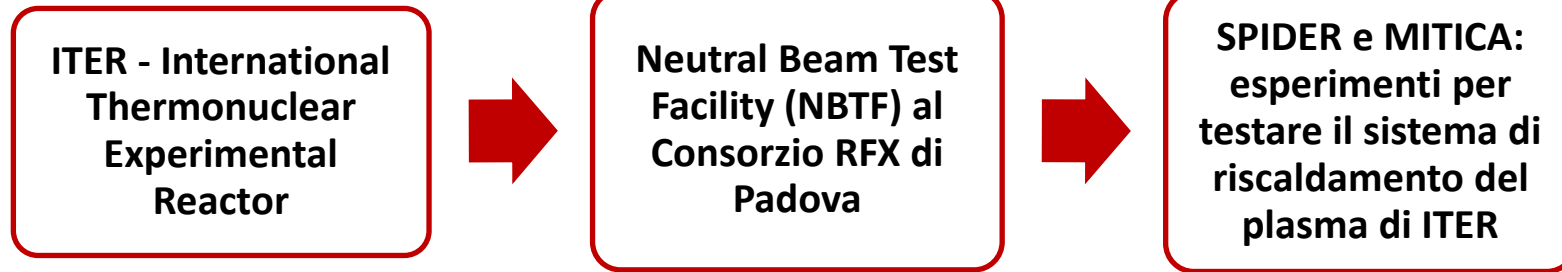 ITER - International
Thermonuclear
Experimental
Reactor
Neutral Beam Test
Facility (NBTF) al
Consorzio RFX di
Padova
SPIDER e MITICA:
esperimenti per
testare il sistema di
riscaldamento del
plasma di ITER